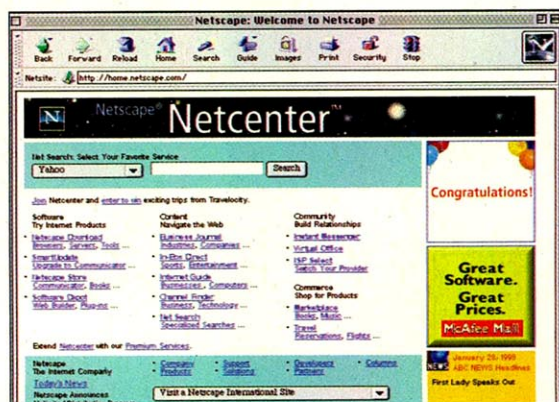 Netscape: Welcome to Netscape
Back Forward Reload Home Search Guide Images Print Security Stop
Netsite: http://home.netscape.com/
Netscape® Netcenter™
Net Search: Select Your Favorite Service
Yahoo Search
Join Netcenter and enter to win exciting trips from Travelocity.
Software
Try Internet Products
Netscape Download
Browsers, Servers, Tools ...
SmartUpdate
Upgrade to Communicator ...
Netscape Store
Communicator, Books ...
Software Depot
Web Builder, Plug-ins ...
Content
Navigate the Web
Business Journal
Industries, Companies ...
In-Box Direct
Sports, Entertainment ...
Internet Guide
Businesses, Computers ...
Channel Finder
Business, Technology ...
Net Search
Specialized Searches ...
Community
Build Relationships
Instant Messenger
Virtual Office
ISP Select
Switch Your Provider
Commerce
Shop for Products
Marketplace
Books, Music ...
Travel
Reservations, Flights ...
Extend Netcenter with our Premium Services.
Congratulations!
Great
Software.
Great
Prices.
McAfee Mall
Netscape
The Internet Company
Company
Products
Support
Solutions
Developers
Partners
Columns
Today's News
Netscape Announces
Visit a Netscape International Site
NEWS January 28, 1998
ABC NEWS Headlines
First Lady Speaks Out